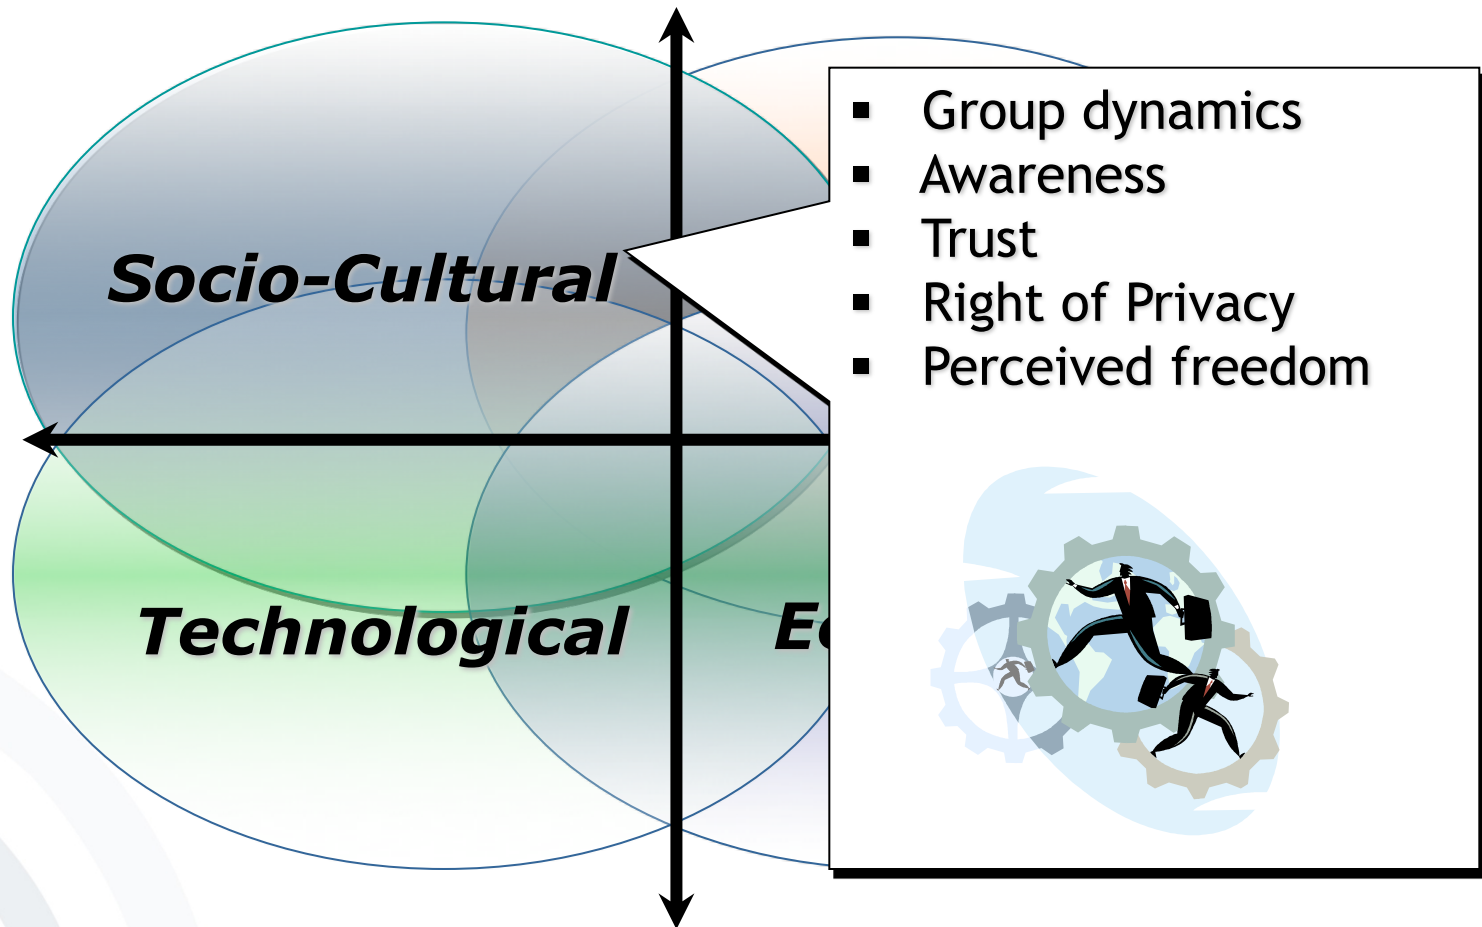 Socio-Cultural
▪ Group dynamics
▪ Awareness
▪ Trust
▪ Right of Privacy
▪ Perceived freedom
Technological